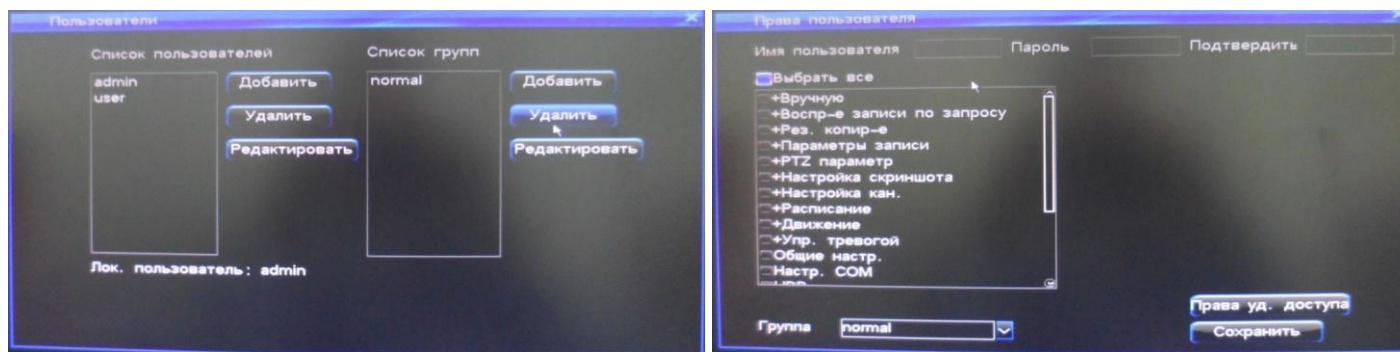 Пользователи
Список пользователей
Список групп
admin
user
Добавить
Удалить
Редактировать
normal
Добавить
Удалить
Редактировать
Лок. пользователь: admin
Права пользователя
Имя пользователя
Пароль
Подтвердить
Выбрать все
+Вручную
+Воспр-е записи по запросу
+Рез. копир-е
+Параметры записи
+PTZ параметр
+Настройка скриншота
+Настройка кан.
+Расписание
+Движение
+Упр. тревогой
Общие настр.
Настр. COM
Права уд. доступа
Группа
normal
Сохранить